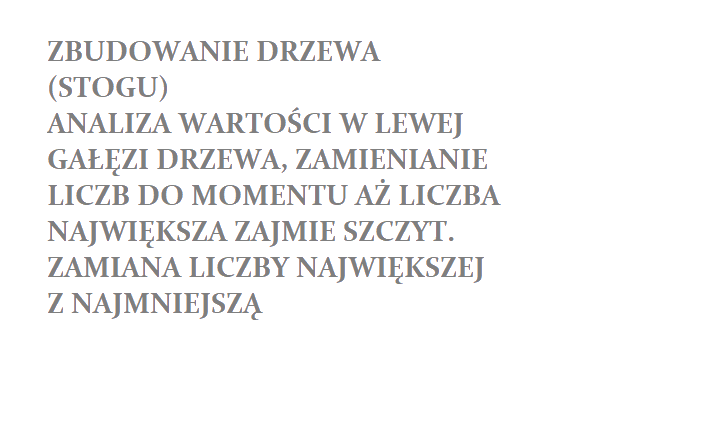 ZBUDOWANIE DRZEWA
(STOGU)
ANALIZA WARTOŚCI W LEWEJ
GAŁĘZI DRZEWA, ZAMIENIANIE
LICZB DO MOMENTU AŻ LICZBA
NAJWIĘKSZA ZAJMIE SZCZYT.
ZAMIANA LICZBY NAJWIĘKSZEJ
Z NAJMNIEJSZĄ